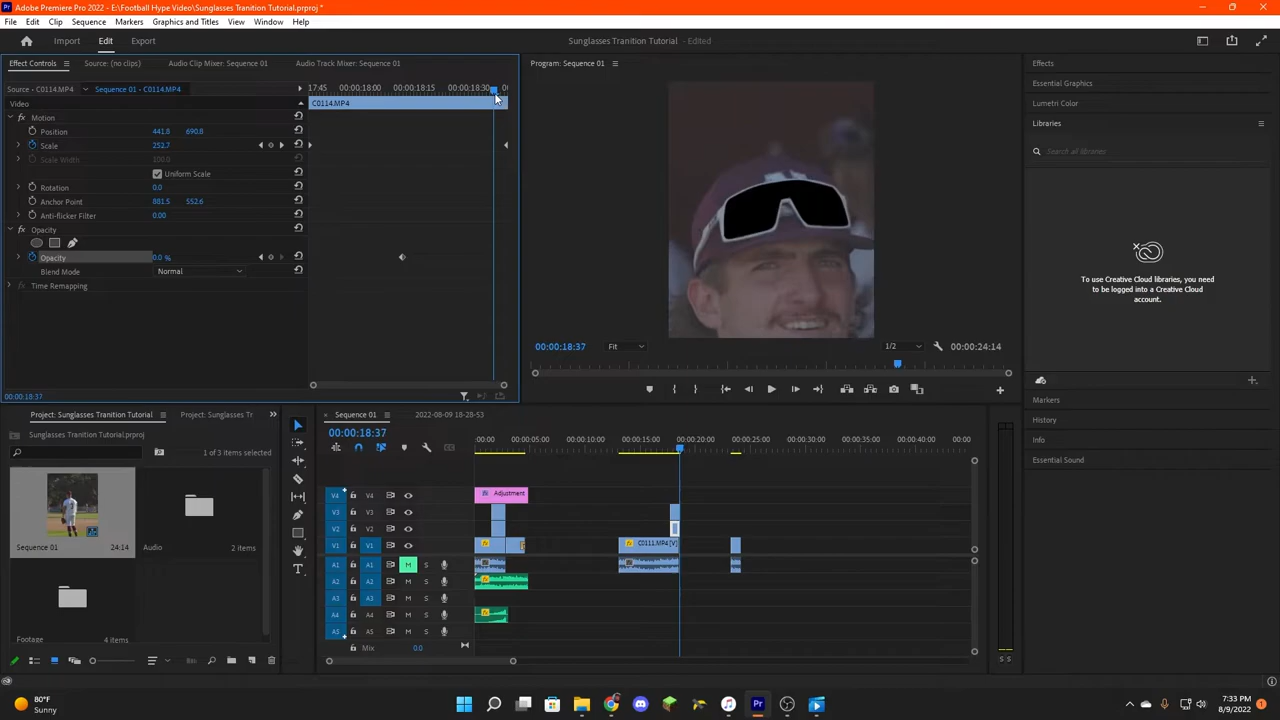 Adobe Premiere Pro 2022 - E:\Football Hype Video\Sunglasses Tranition Tutorial.prproj *
File Edit Clip Sequence Markers Graphics and Titles View Window Help
Import Edit Export
Sunglasses Tranition Tutorial - Edited
Effect Controls Source: (no clips) Audio Clip Mixer: Sequence 01 Audio Track Mixer: Sequence 01
Program: Sequence 01
Effects
Source • C0114.MP4 Sequence 01 • C0114.MP4
17:45 00:00:18:00 00:00:18:15 00:00:18:30
Essential Graphics
Video
C0114.MP4
Lumetri Color
Motion
Libraries
Position 441.8 690.8
Scale 252.7
Search all libraries
Scale Width 100.0
Uniform Scale
Rotation 0.0
Anchor Point 881.5 552.6
Anti-flicker Filter 0.00
Opacity
Opacity 0.0 %
Blend Mode Normal
Time Remapping
To use Creative Cloud libraries, you need
to be logged into a Creative Cloud
account.
00:00:18:37 Fit 1/2 00:00:24:14
00:00:18:37
Markers
Project: Sunglasses Tranition Tutorial Project: Sunglasses Tr
Sequence 01 2022-08-09 18-28-53
History
Sunglasses Tranition Tutorial.prproj
00:00:18:37
Info
1 of 3 items selected
:00:00 00:00:05:00 00:00:10:00 00:00:15:00 00:00:20:00 00:00:25:00 00:00:30:00 00:00:35:00 00:00:40:00 00:00
Essential Sound
V4 V4 Adjustment
V3 V3
V2 V2
V1 V1 C0111.MP4 [V]
Sequence 01 24:14
Audio 2 items
A1 A1 M S
A2 A2 M S
A3 A3 M S
A4 A4 M S
A5 A5 M S
Footage 4 items
Mix 0.0
S S
80°F
Sunny
7:33 PM
8/9/2022